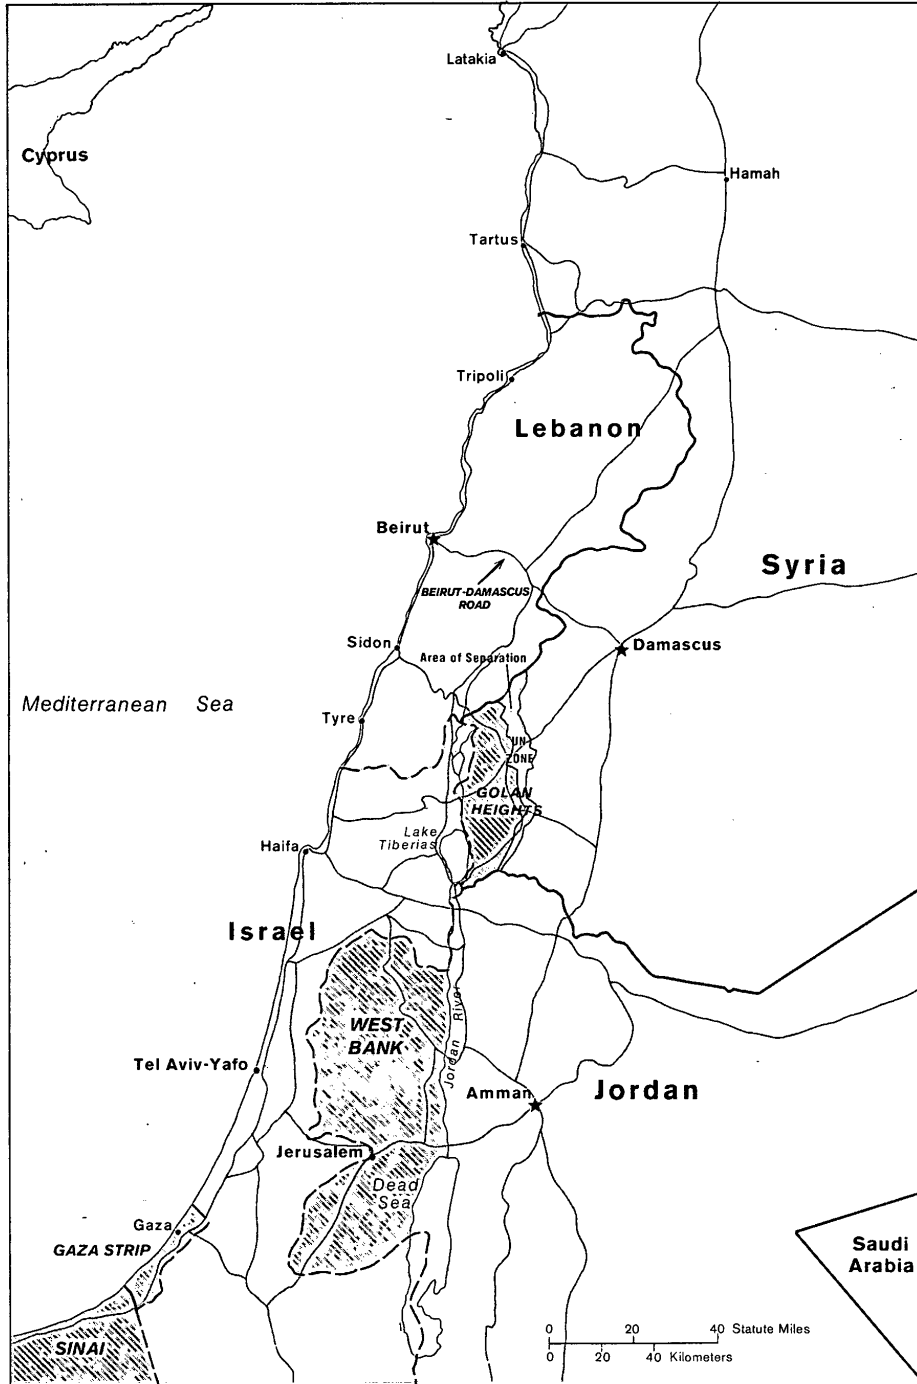 Latakia
Cyprus
Hamah
Tartus
Tripoli
Lebanon
Beirut
Syria
BEIRUT-DAMASCUS
ROAD
Sidon
Damascus
Area of Separation
Mediterranean Sea
Tyre
UN
ZONE
GOLAN
HEIGHTS
Lake
Tiberias
Haifa
Israel
WEST
BANK
Jordan River
Tel Aviv-Yafo
Amman
Jordan
Jerusalem
Dead
Sea
Gaza
GAZA STRIP
Saudi
Arabia
SINAI
0 20 40 Statute Miles
0 20 40 Kilometers